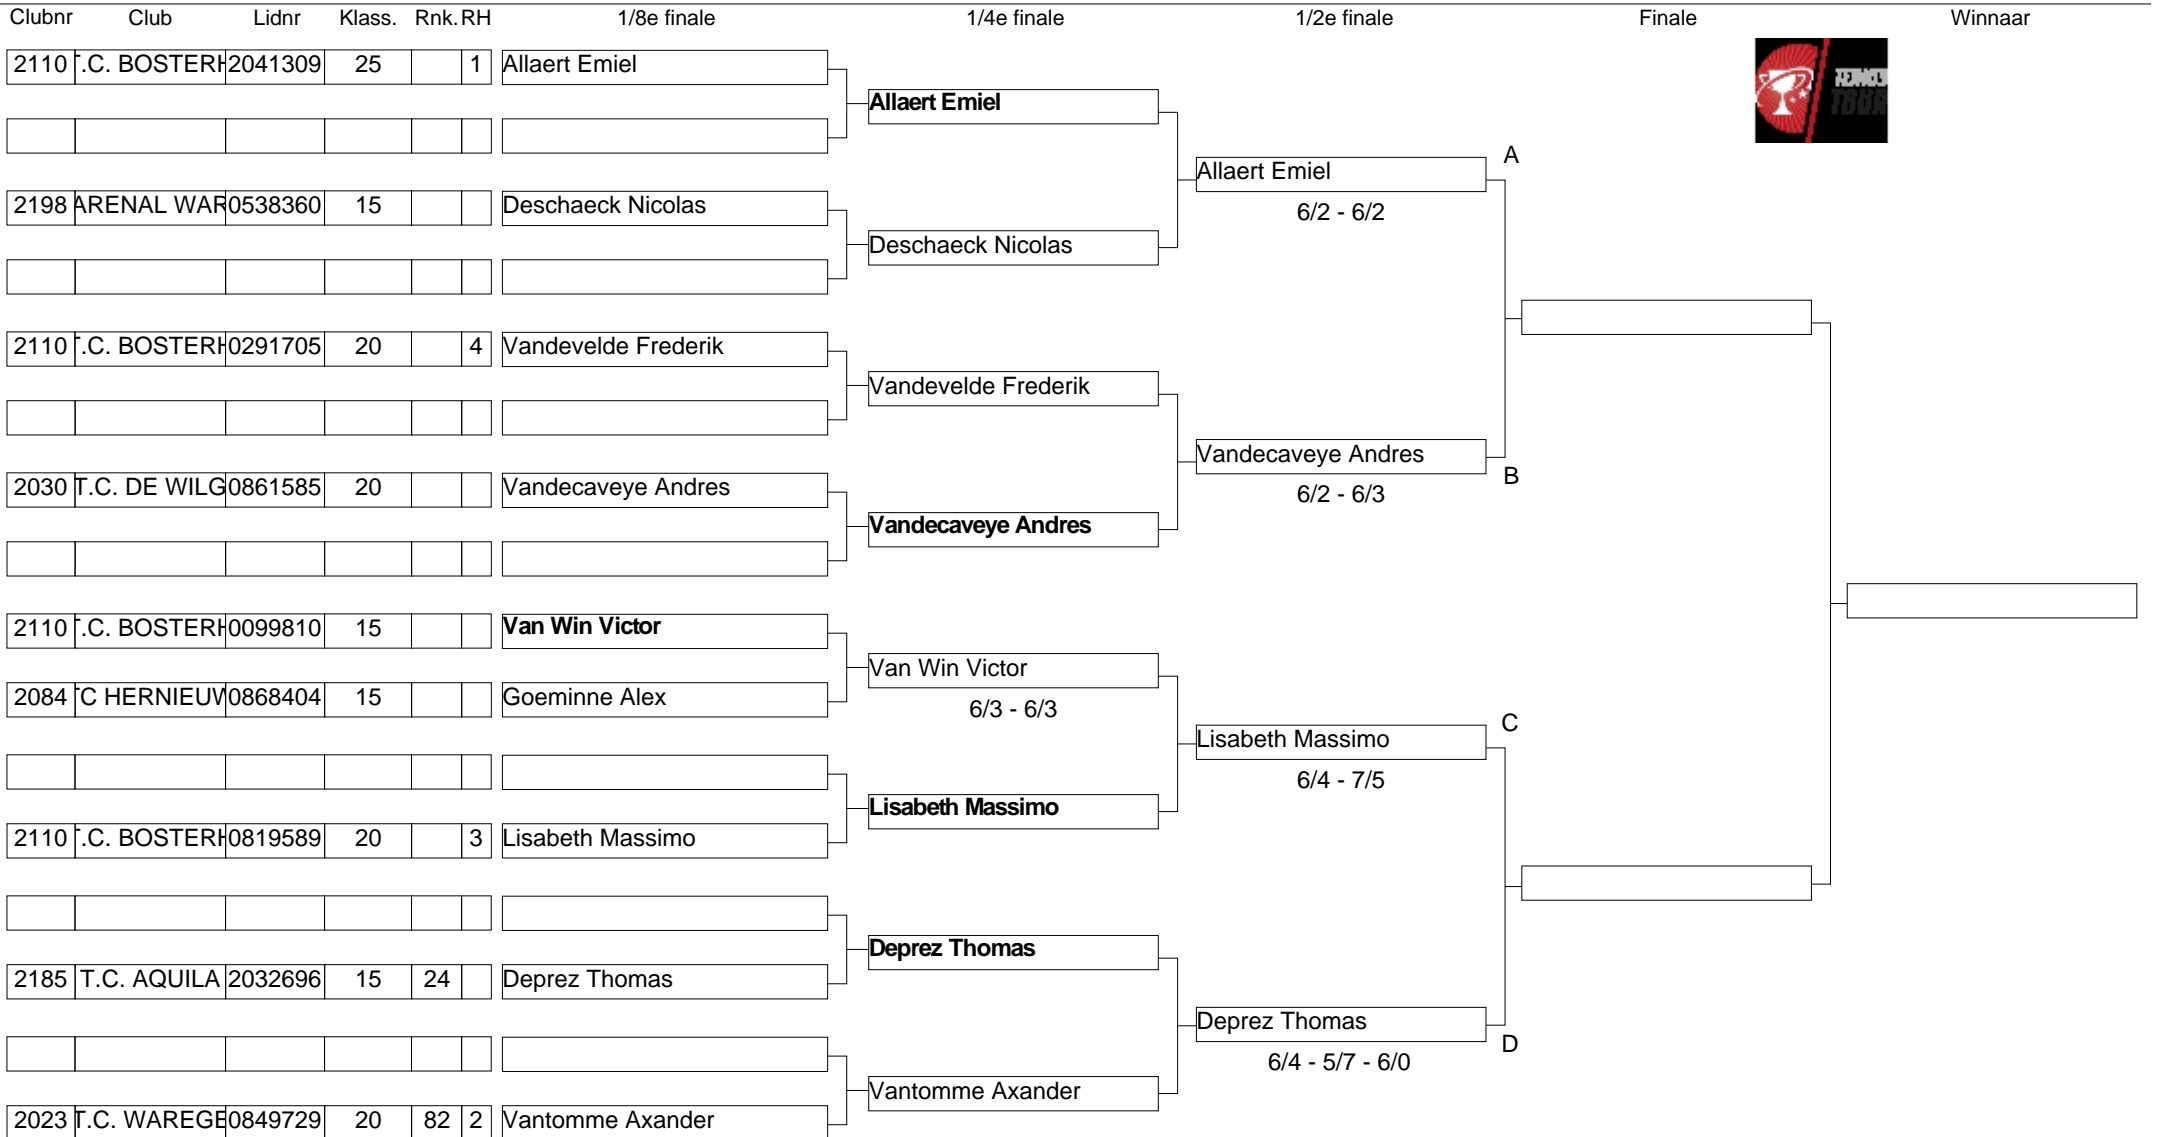 Clubnr Club Lidnr Klass. Rnk. RH 1/8e finale 1/4e finale 1/2e finale Finale Winnaar
2110 T.C. BOSTERH 2041309 25 1 Allaert Emiel
Allaert Emiel
A
Allaert Emiel
2198 ARENAL WAR 0538360 15 Deschaeck Nicolas
6/2 - 6/2
Deschaeck Nicolas
2110 T.C. BOSTERH 0291705 20 4 Vandevelde Frederik
Vandevelde Frederik
Vandecaveye Andres
B
2030 T.C. DE WILG 0861585 20 Vandecaveye Andres
6/2 - 6/3
Vandecaveye Andres
2110 T.C. BOSTERH 0099810 15 Van Win Victor
Van Win Victor
2084 TC HERNIEUW 0868404 15 Goeminne Alex
6/3 - 6/3
C
Lisabeth Massimo
6/4 - 7/5
Lisabeth Massimo
2110 T.C. BOSTERH 0819589 20 3 Lisabeth Massimo
Deprez Thomas
2185 T.C. AQUILA 2032696 15 24 Deprez Thomas
Deprez Thomas
D
6/4 - 5/7 - 6/0
Vantomme Axander
2023 T.C. WAREGE 0849729 20 82 2 Vantomme Axander